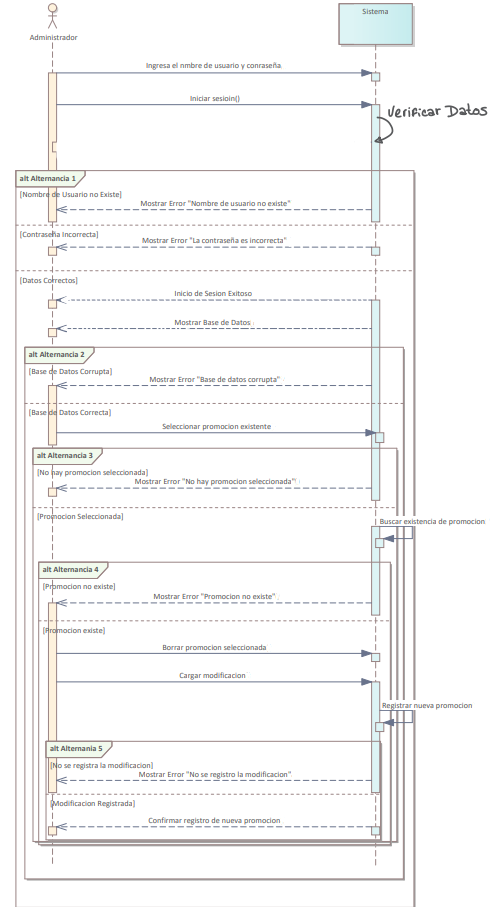 Sistema
Administrador
Ingresa el nmbre de usuario y conraseña
Iniciar sesioin()
Verificar Datos
alt Alternancia 1
[Nombre de Usuario no Existe]
Mostrar Error "Nombre de usuario no existe"
[Contraseña Incorrecta]
Mostrar Error "La contraseña es incorrecta"
[Datos Correctos]
Inicio de Sesion Exitoso
Mostrar Base de Datos
alt Alternancia 2
[Base de Datos Corrupta]
Mostrar Error "Base de datos corrupta"
[Base de Datos Correcta]
Seleccionar promocion existente
alt Alternancia 3
[No hay promocion seleccionada]
Mostrar Error "No hay promocion seleccionada"
[Promocion Seleccionada]
Buscar existencia de promocion
alt Alternancia 4
[Promocion no existe]
Mostrar Error "Promocion no existe"
[Promocion existe]
Borrar promocion seleccionada
Cargar modificacion
Registrar nueva promocion
alt Alternania 5
[No se registra la modificacion]
Mostrar Error "No se registro la modificacion"
[Modificacion Registrada]
Confirmar registro de nueva promocion